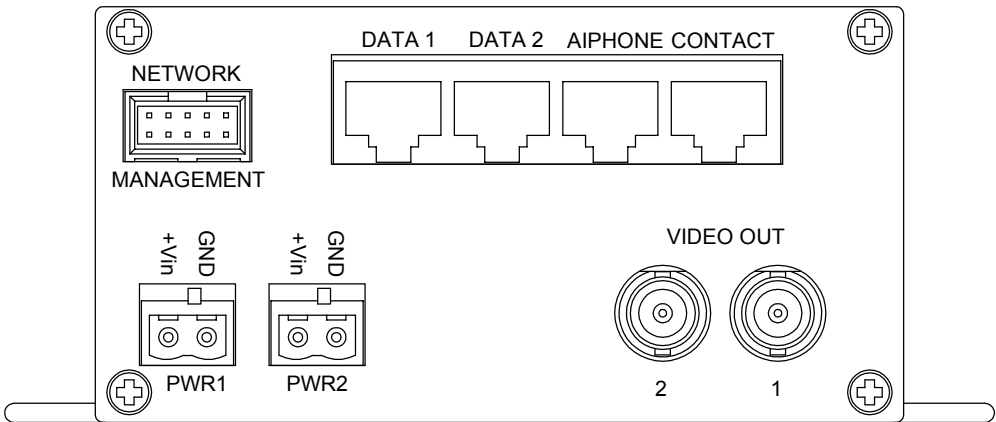 DATA 1 DATA 2 AIPHONE CONTACT
NETWORK
MANAGEMENT
+Vin GND +Vin GND
VIDEO OUT
PWR1 PWR2
2 1